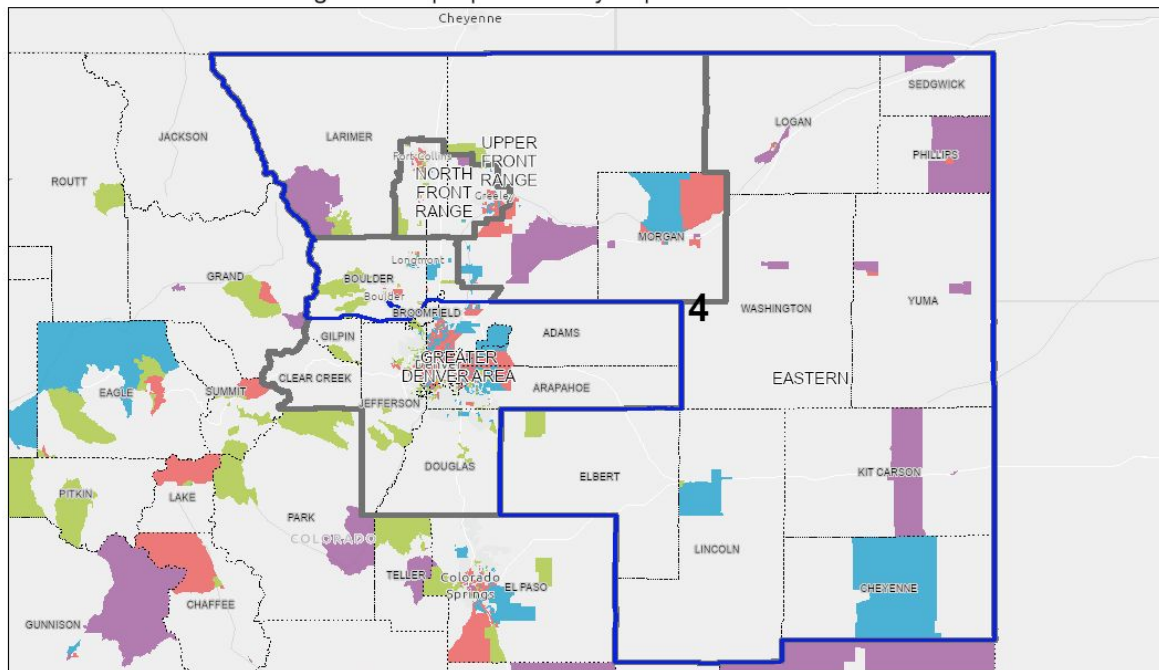 Cheyenne
SEDGWICK
LOGAN
JACKSON
LARIMER
UPPER
FRONT
RANGE
PHILLIPS
Fort Collins
NORTH
FRONT
RANGE
ROUTT
Greeley
MORGAN
Longmont
GRAND
BOULDER
Boulder
WASHINGTON
YUMA
BROOMFIELD
4
ADAMS
GILPIN
GREATER
DENVER AREA
Denver
EASTERN
CLEAR CREEK
ARAPAHOE
EAGLE
SUMMIT
JEFFERSON
DOUGLAS
ELBERT
KIT CARSON
PITKIN
LAKE
PARK
COLORADO
LINCOLN
TELLER
Colorado
Springs
EL PASO
CHEYENNE
CHAFFEE
GUNNISON